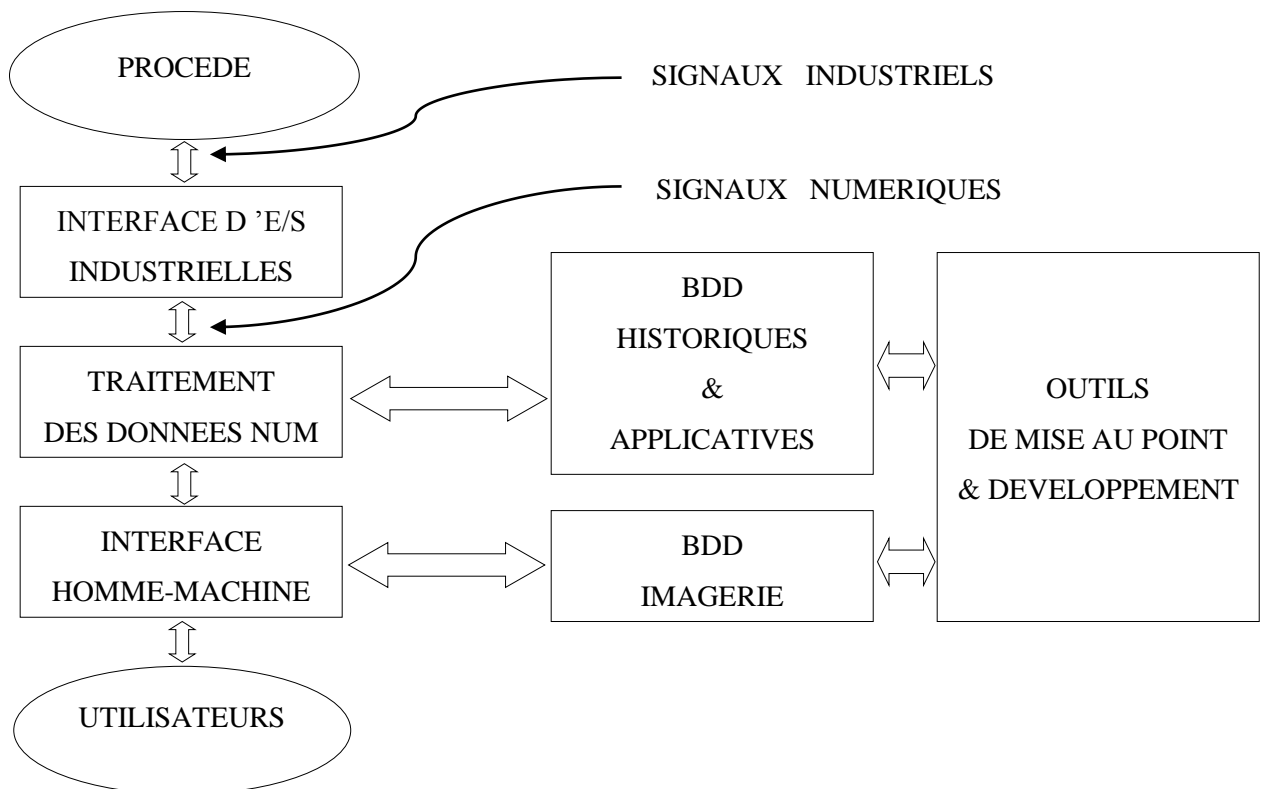 PROCEDE
SIGNAUX INDUSTRIELS
SIGNAUX NUMERIQUES
INTERFACE D ’E/S
INDUSTRIELLES
TRAITEMENT
DES DONNEES NUM
BDD
HISTORIQUES
&
APPLICATIVES
OUTILS
DE MISE AU POINT
& DEVELOPPEMENT
INTERFACE
HOMME-MACHINE
BDD
IMAGERIE
UTILISATEURS